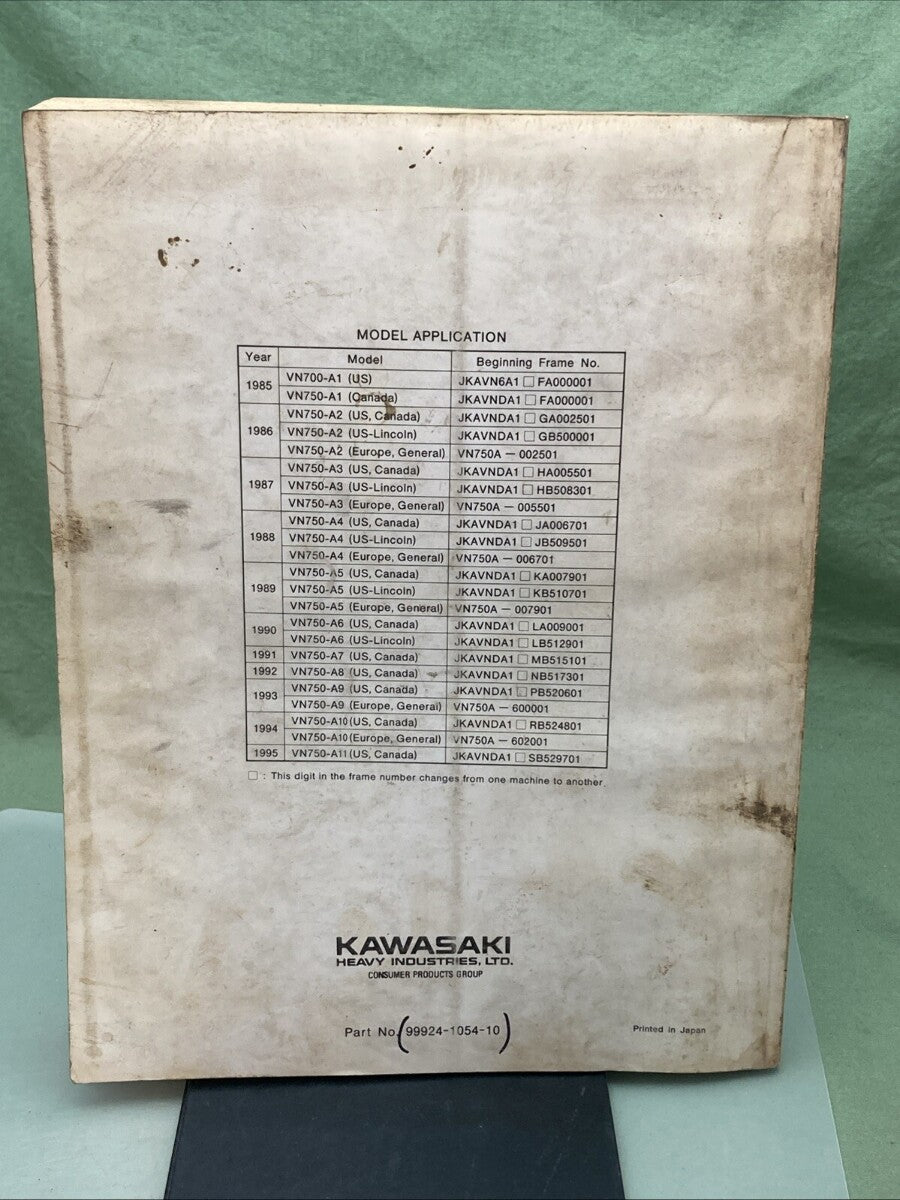 MODEL APPLICATION
Year Model Beginning Frame No.
1985 VN700-A1 (US) JKAVN6A1 □ FA000001
VN750-A1 (Canada) JKAVNDA1 □ FA000001
1986 VN750-A2 (US, Canada) JKAVNDA1 □ GA002501
VN750-A2 (US-Lincoln) JKAVNDA1 □ GB500001
VN750-A2 (Europe, General) VN750A — 002501
1987 VN750-A3 (US, Canada) JKAVNDA1 □ HA005501
VN750-A3 (US-Lincoln) JKAVNDA1 □ HB508301
VN750-A3 (Europe, General) VN750A — 005501
1988 VN750-A4 (US, Canada) JKAVNDA1 □ JA006701
VN750-A4 (US-Lincoln) JKAVNDA1 □ JB509501
VN750-A4 (Europe, General) VN750A — 006701
1989 VN750-A5 (US, Canada) JKAVNDA1 □ KA007901
VN750-A5 (US-Lincoln) JKAVNDA1 □ KB510701
VN750-A5 (Europe, General) VN750A — 007901
1990 VN750-A6 (US, Canada) JKAVNDA1 □ LA009001
VN750-A6 (US-Lincoln) JKAVNDA1 □ LB512901
1991 VN750-A7 (US, Canada) JKAVNDA1 □ MB515101
1992 VN750-A8 (US, Canada) JKAVNDA1 □ NB517301
1993 VN750-A9 (US, Canada) JKAVNDA1 □ PB520601
VN750-A9 (Europe, General) VN750A — 600001
1994 VN750-A10 (US, Canada) JKAVNDA1 □ RB524801
VN750-A10 (Europe, General) VN750A — 602001
1995 VN750-A11 (US, Canada) JKAVNDA1 □ SB529701
□ : This digit in the frame number changes from one machine to another.
KAWASAKI
HEAVY INDUSTRIES, LTD.
CONSUMER PRODUCTS GROUP
Part No. (99924-1054-10)
Printed in Japan